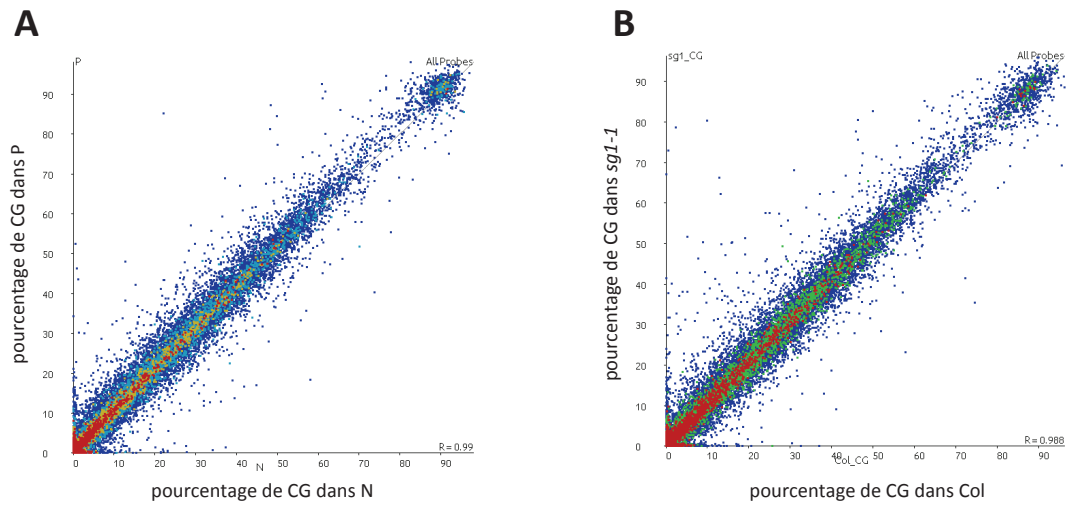 A
P
All Probes
90
80
70
60
50
40
30
20
10
0
0 10 20 30 40 50 60 70 80 90
N
R = 0.99
pourcentage de CG dans P
pourcentage de CG dans N
B
sg1_CG
All Probes
90
80
70
60
50
40
30
20
10
0
0 10 20 30 40 50 60 70 80 90
Col_CG
R = 0.988
pourcentage de CG dans sg1-1
pourcentage de CG dans Col